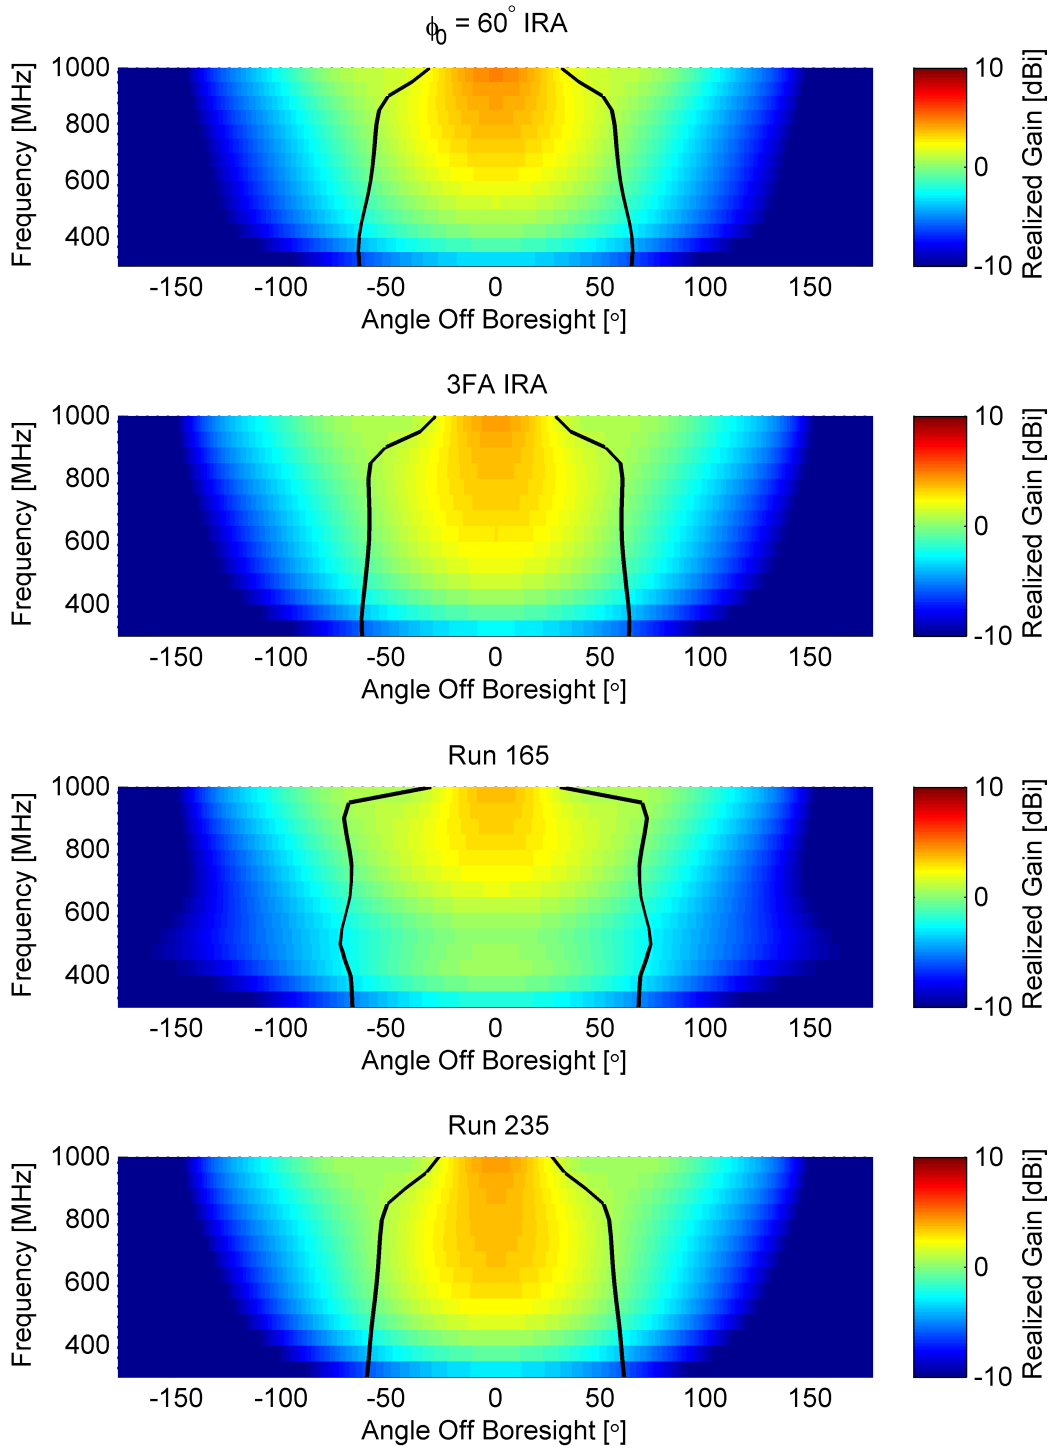 ϕ₀ = 60° IRA
1000
800
600
400
Frequency [MHz]
-150 -100 -50 0 50 100 150
Angle Off Boresight [°]
10
0
-10
Realized Gain [dBi]
3FA IRA
1000
800
600
400
Frequency [MHz]
-150 -100 -50 0 50 100 150
Angle Off Boresight [°]
10
0
-10
Realized Gain [dBi]
Run 165
1000
800
600
400
Frequency [MHz]
-150 -100 -50 0 50 100 150
Angle Off Boresight [°]
10
0
-10
Realized Gain [dBi]
Run 235
1000
800
600
400
Frequency [MHz]
-150 -100 -50 0 50 100 150
Angle Off Boresight [°]
10
0
-10
Realized Gain [dBi]